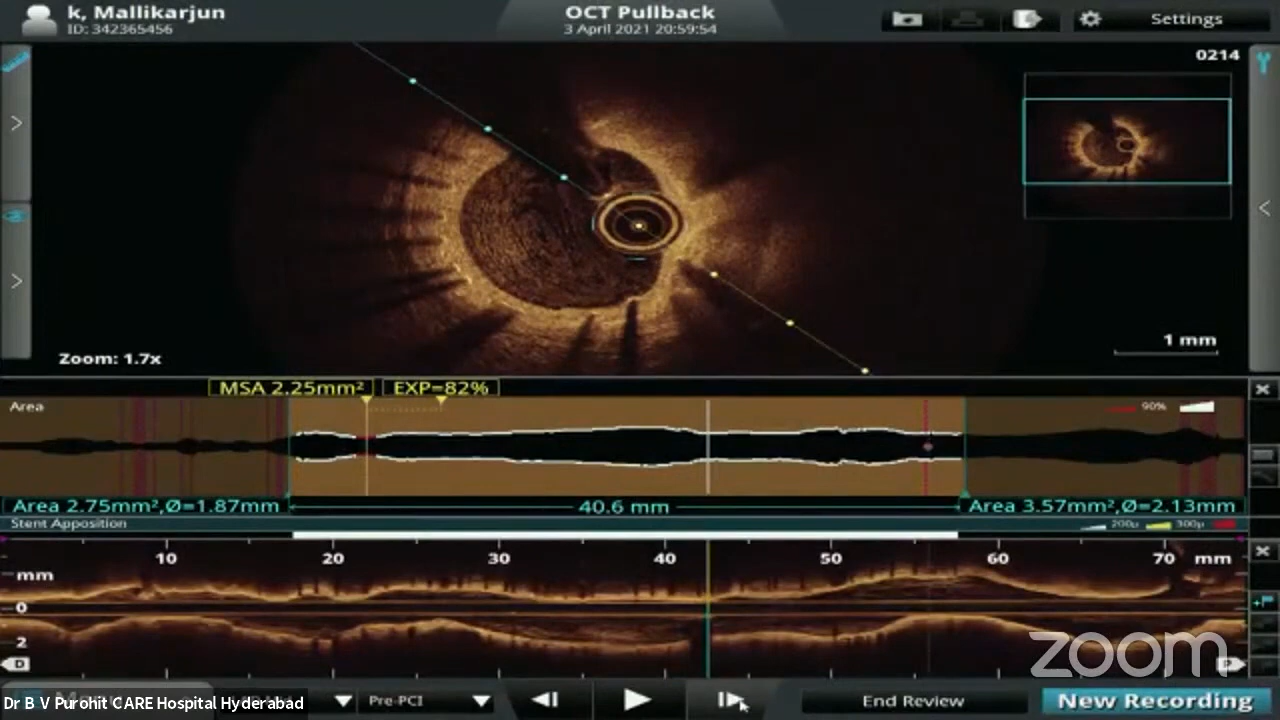 k, Mallikarjun
ID: 342365456
OCT Pullback
3 April 2021 20:59:54
Settings
0214
Zoom: 1.7x
1 mm
MSA 2.25mm² EXP=82%
Area
90%
Area 2.75mm²,Ø=1.87mm
40.6 mm
Area 3.57mm²,Ø=2.13mm
Stent Apposition
200µ 300µ
10 20 30 40 50 60 70 mm
mm
0
2
D
zoom
P
Dr B V Purohit CARE Hospital Hyderabad
Pre-PCI
End Review
New Recording